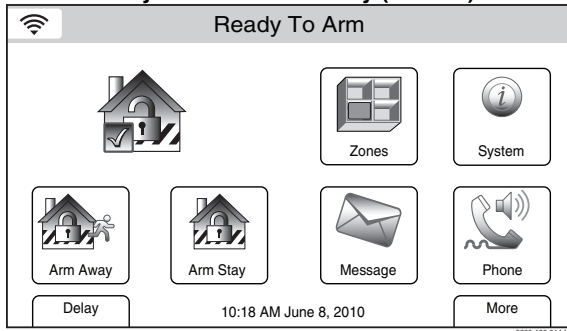 Ready To Arm
Zones
System
Arm Away
Arm Stay
Message
Phone
Delay
10:18 AM June 8, 2010
More